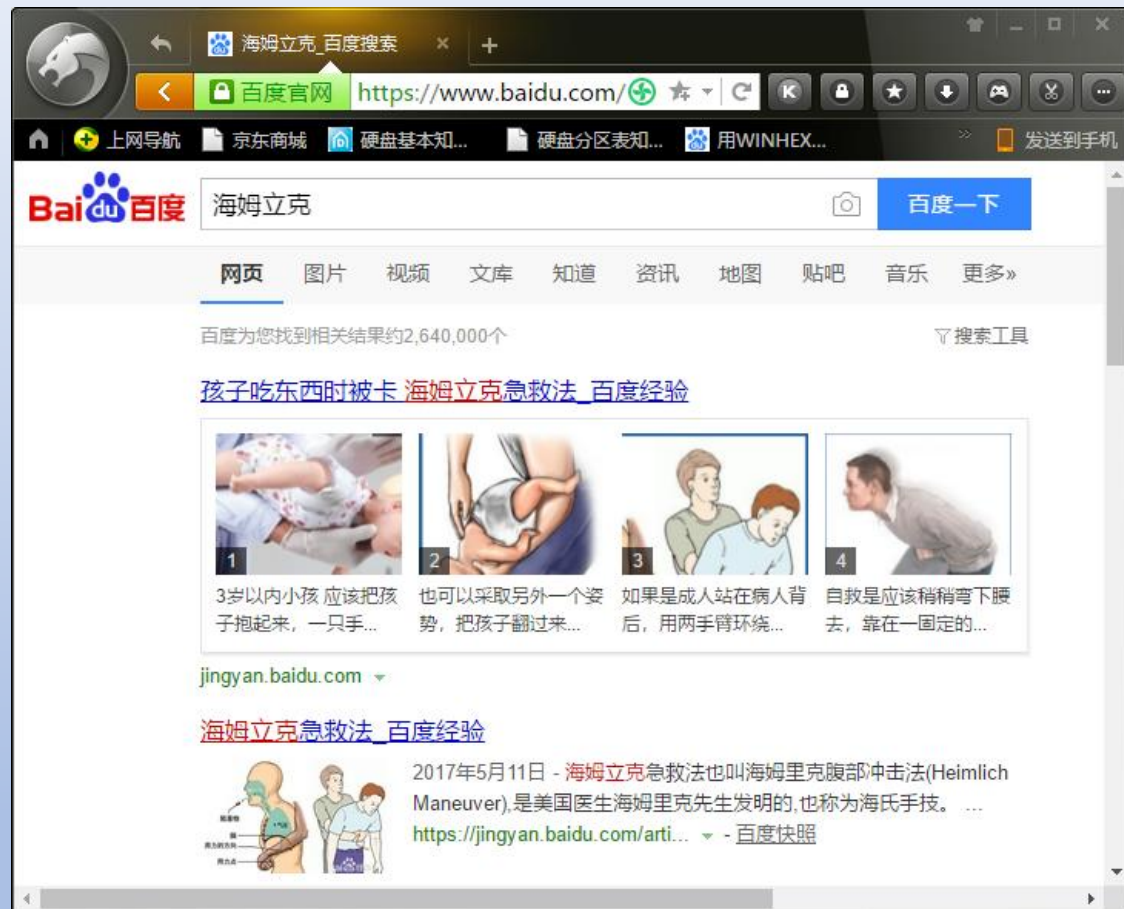 海姆立克_百度搜索
百度官网 https://www.baidu.com/
上网导航 京东商城 硬盘基本知... 硬盘分区表知... 用WINHEX... » 发送到手机
Bai du 百度 海姆立克 百度一下
网页 图片 视频 文库 知道 资讯 地图 贴吧 音乐 更多»
百度为您找到相关结果约2,640,000个 搜索工具
孩子吃东西时被卡 海姆立克急救法_百度经验
1 2 3 4
3岁以内小孩 应该把孩 也可以采取另外一个姿 如果是成人站在病人背 自救是应该稍稍弯下腰
子抱起来，一只手... 势，把孩子翻过来... 后，用两手臂环绕... 去，靠在一固定的...
jingyan.baidu.com
海姆立克急救法_百度经验
2017年5月11日 - 海姆立克急救法也叫海姆里克腹部冲击法(Heimlich
Maneuver),是美国医生海姆里克先生发明的,也称为海氏手技。 ...
https://jingyan.baidu.com/arti... - 百度快照